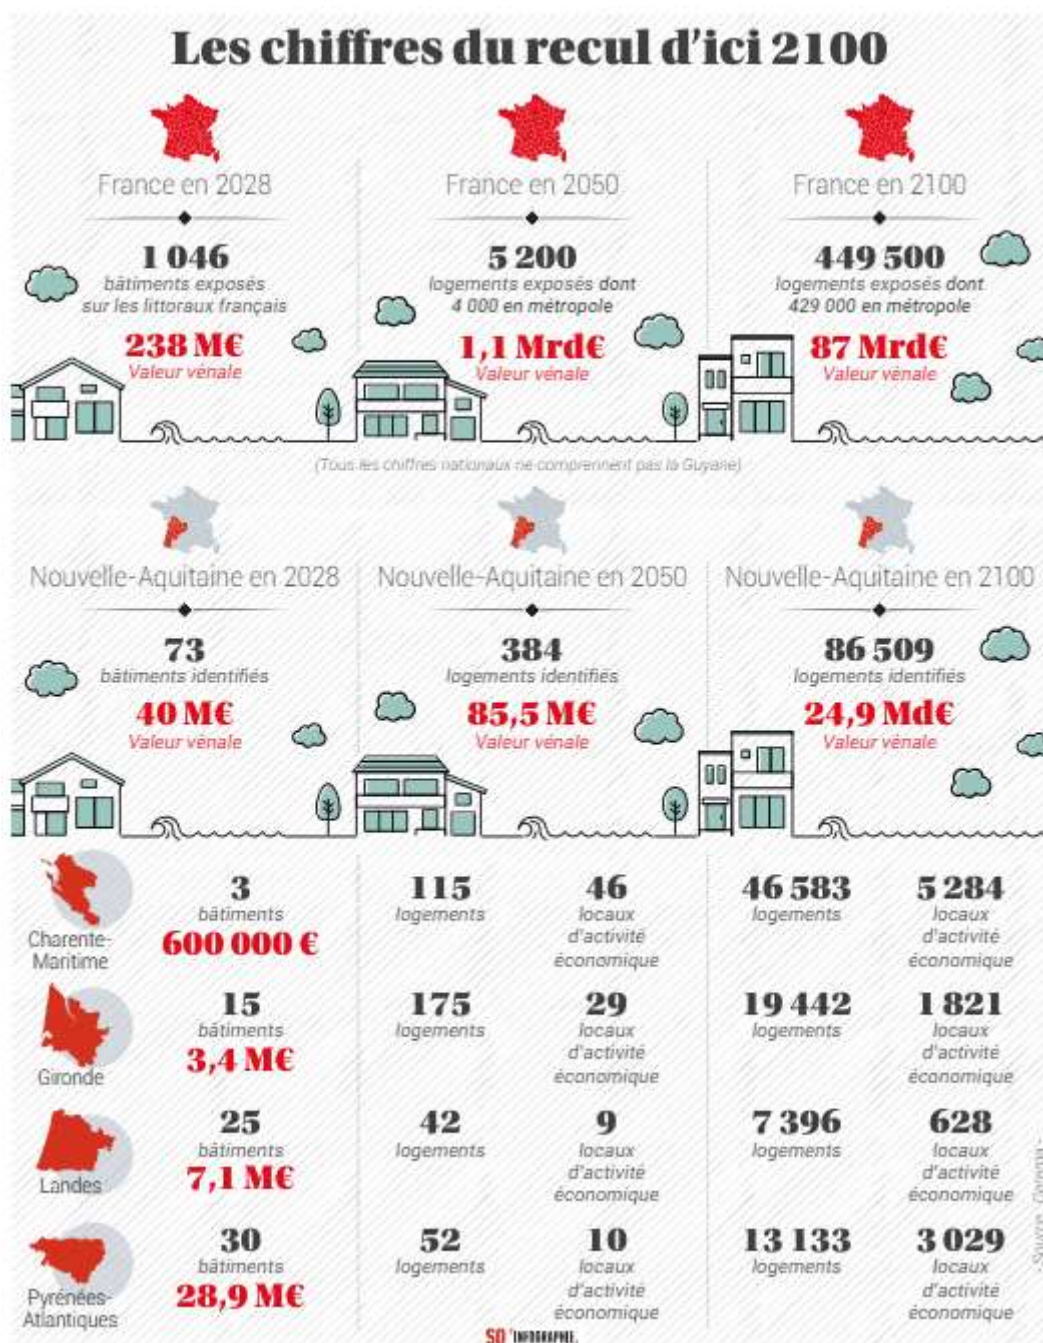 Les chiffres du recul d'ici 2100
France en 2028
1 046
bâtiments exposés
sur les littoraux français
238 M€
Valeur vénale
France en 2050
5 200
logements exposés dont
4 000 en métropole
1,1 Mrd€
Valeur vénale
France en 2100
449 500
logements exposés dont
429 000 en métropole
87 Mrd€
Valeur vénale
(Tous les chiffres nationaux ne comprennent pas la Guyane)
Nouvelle-Aquitaine en 2028
73
bâtiments identifiés
40 M€
Valeur vénale
Nouvelle-Aquitaine en 2050
384
logements identifiés
85,5 M€
Valeur vénale
Nouvelle-Aquitaine en 2100
86 509
logements identifiés
24,9 Md€
Valeur vénale
Charente-
Maritime
3
bâtiments
600 000 €
115
logements
46
locaux
d'activité
économique
46 583
logements
5 284
locaux
d'activité
économique
Gironde
15
bâtiments
3,4 M€
175
logements
29
locaux
d'activité
économique
19 442
logements
1 821
locaux
d'activité
économique
Landes
25
bâtiments
7,1 M€
42
logements
9
locaux
d'activité
économique
7 396
logements
628
locaux
d'activité
économique
Pyrénées-
Atlantiques
30
bâtiments
28,9 M€
52
logements
10
locaux
d'activité
économique
13 133
logements
3 029
locaux
d'activité
économique
- Source : Cerema -
SO INFOGRAPHIE.